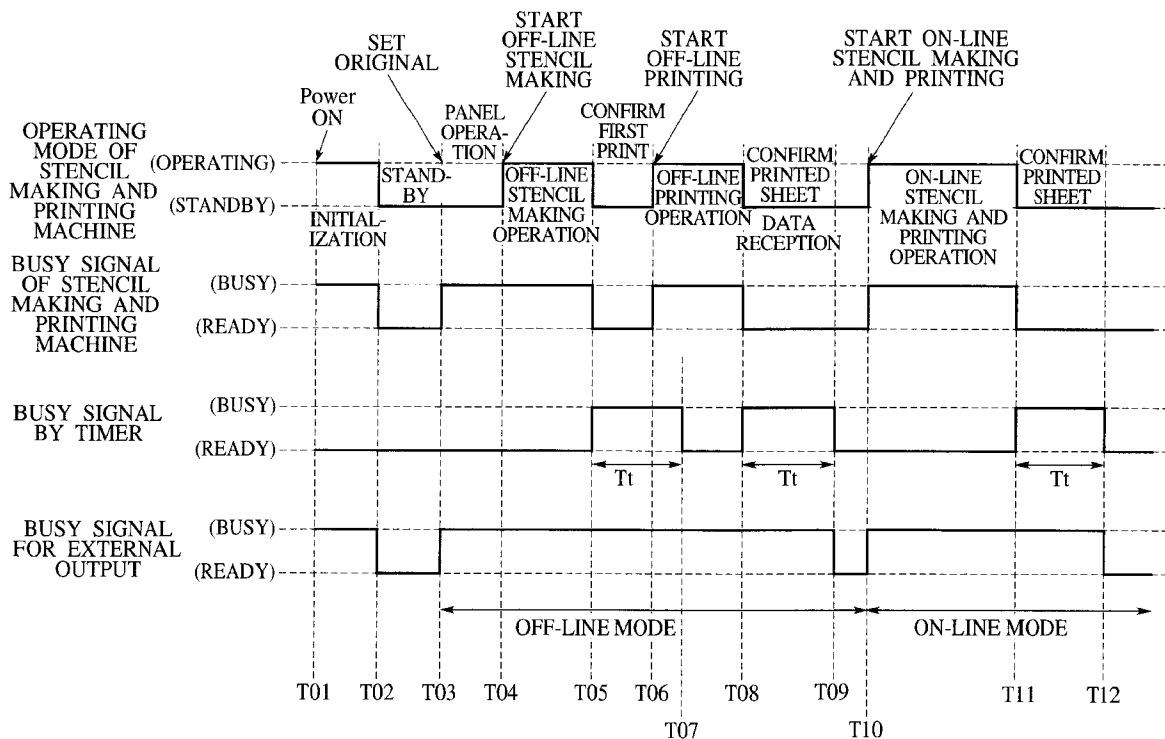 START
OFF-LINE
STENCIL
MAKING
SET
ORIGINAL
START
OFF-LINE
PRINTING
START ON-LINE
STENCIL MAKING
AND PRINTING
Power
ON
PANEL
OPERA-
TION
CONFIRM
FIRST
PRINT
OPERATING
MODE OF
STENCIL
MAKING AND
PRINTING
MACHINE
(OPERATING)
(STANDBY)
INITIAL-
IZATION
STAND-
BY
OFF-LINE
STENCIL
MAKING
OPERATION
OFF-LINE
PRINTING
OPERATION
CONFIRM
PRINTED
SHEET
DATA
RECEPTION
ON-LINE
STENCIL
MAKING AND
PRINTING
OPERATION
CONFIRM
PRINTED
SHEET
BUSY SIGNAL
OF STENCIL
MAKING AND
PRINTING
MACHINE
(BUSY)
(READY)
BUSY SIGNAL
BY TIMER
(BUSY)
(READY)
Tt
Tt
Tt
BUSY SIGNAL
FOR EXTERNAL
OUTPUT
(BUSY)
(READY)
OFF-LINE MODE
ON-LINE MODE
T01 T02 T03 T04 T05 T06 T08 T09 T11 T12
T07 T10